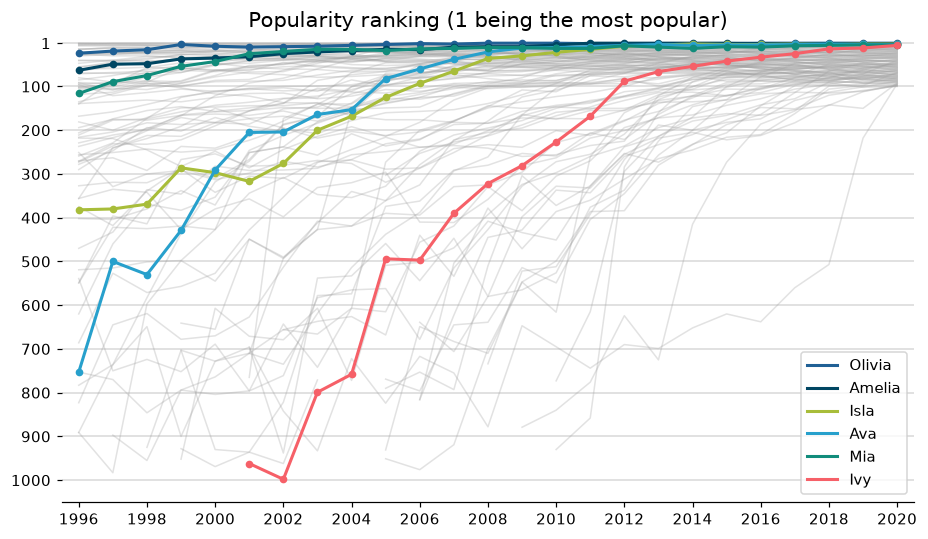 Popularity ranking (1 being the most popular)
1
100
200
300
400
500
600
700
800
900
1000
1996 1998 2000 2002 2004 2006 2008 2010 2012 2014 2016 2018 2020
Olivia
Amelia
Isla
Ava
Mia
Ivy